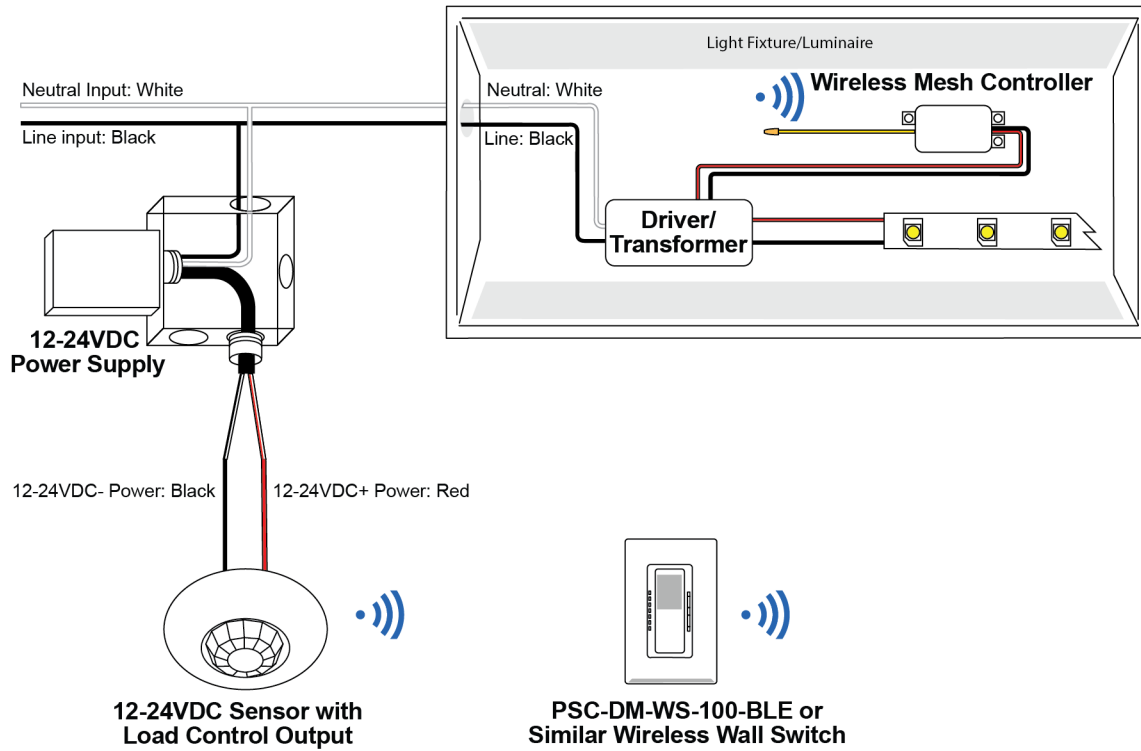 Light Fixture/Luminaire
Wireless Mesh Controller
Neutral Input: White
Neutral: White
Line input: Black
Line: Black
Driver/
Transformer
12-24VDC
Power Supply
12-24VDC- Power: Black
12-24VDC+ Power: Red
12-24VDC Sensor with
Load Control Output
PSC-DM-WS-100-BLE or
Similar Wireless Wall Switch